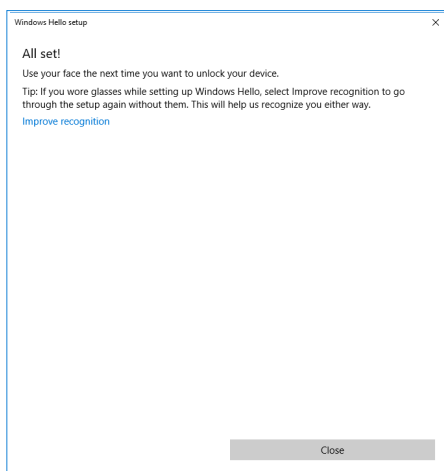 Windows Hello setup
All set!
Use your face the next time you want to unlock your device.
Tip: If you wore glasses while setting up Windows Hello, select Improve recognition to go
through the setup again without them. This will help us recognize you either way.
Improve recognition
Close